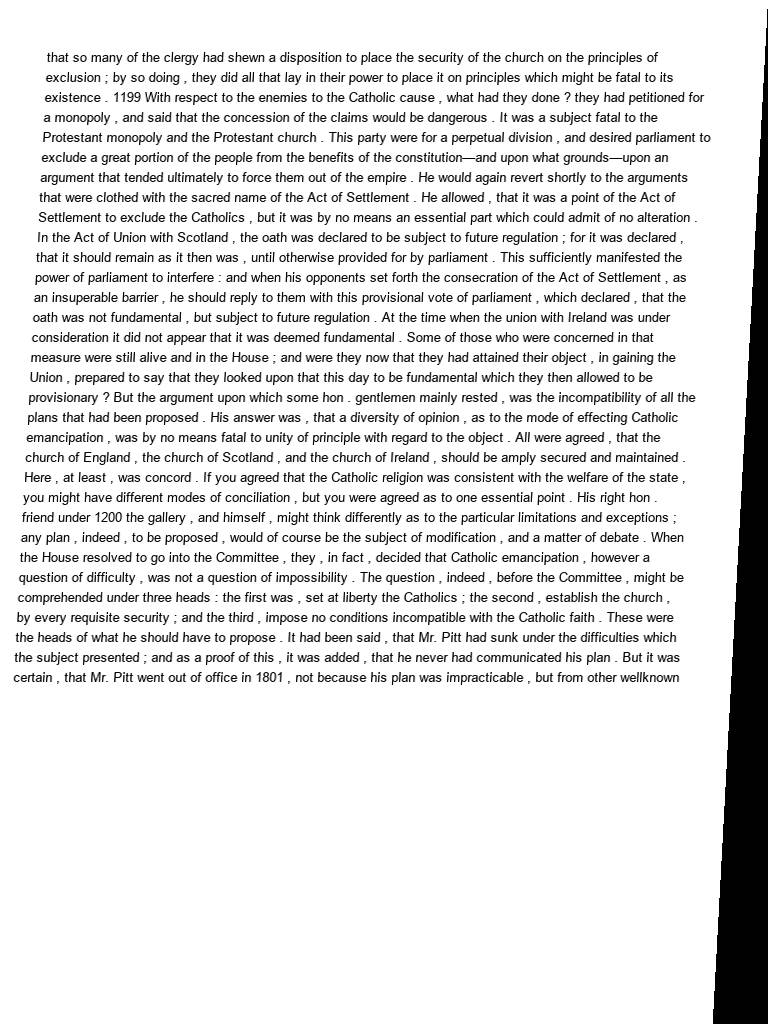 that so many of the clergy had shewn a disposition to place the security of the church on the principles of
exclusion ; by so doing , they did all that lay in their power to place it on principles which might be fatal to its
existence . 1199 With respect to the enemies to the Catholic cause , what had they done ? they had petitioned for
a monopoly , and said that the concession of the claims would be dangerous . It was a subject fatal to the
Protestant monopoly and the Protestant church . This party were for a perpetual division , and desired parliament to
exclude a great portion of the people from the benefits of the constitution—and upon what grounds—upon an
argument that tended ultimately to force them out of the empire . He would again revert shortly to the arguments
that were clothed with the sacred name of the Act of Settlement . He allowed , that it was a point of the Act of
Settlement to exclude the Catholics , but it was by no means an essential part which could admit of no alteration .
In the Act of Union with Scotland , the oath was declared to be subject to future regulation ; for it was declared ,
that it should remain as it then was , until otherwise provided for by parliament . This sufficiently manifested the
power of parliament to interfere : and when his opponents set forth the consecration of the Act of Settlement , as
an insuperable barrier , he should reply to them with this provisional vote of parliament , which declared , that the
oath was not fundamental , but subject to future regulation . At the time when the union with Ireland was under
consideration it did not appear that it was deemed fundamental . Some of those who were concerned in that
measure were still alive and in the House ; and were they now that they had attained their object , in gaining the
Union , prepared to say that they looked upon that this day to be fundamental which they then allowed to be
provisionary ? But the argument upon which some hon . gentlemen mainly rested , was the incompatibility of all the
plans that had been proposed . His answer was , that a diversity of opinion , as to the mode of effecting Catholic
emancipation , was by no means fatal to unity of principle with regard to the object . All were agreed , that the
church of England , the church of Scotland , and the church of Ireland , should be amply secured and maintained .
Here , at least , was concord . If you agreed that the Catholic religion was consistent with the welfare of the state ,
you might have different modes of conciliation , but you were agreed as to one essential point . His right hon .
friend under 1200 the gallery , and himself , might think differently as to the particular limitations and exceptions ;
any plan , indeed , to be proposed , would of course be the subject of modification , and a matter of debate . When
the House resolved to go into the Committee , they , in fact , decided that Catholic emancipation , however a
question of difficulty , was not a question of impossibility . The question , indeed , before the Committee , might be
comprehended under three heads : the first was , set at liberty the Catholics ; the second , establish the church ,
by every requisite security ; and the third , impose no conditions incompatible with the Catholic faith . These were
the heads of what he should have to propose . It had been said , that Mr. Pitt had sunk under the difficulties which
the subject presented ; and as a proof of this , it was added , that he never had communicated his plan . But it was
certain , that Mr. Pitt went out of office in 1801 , not because his plan was impracticable , but from other wellknown